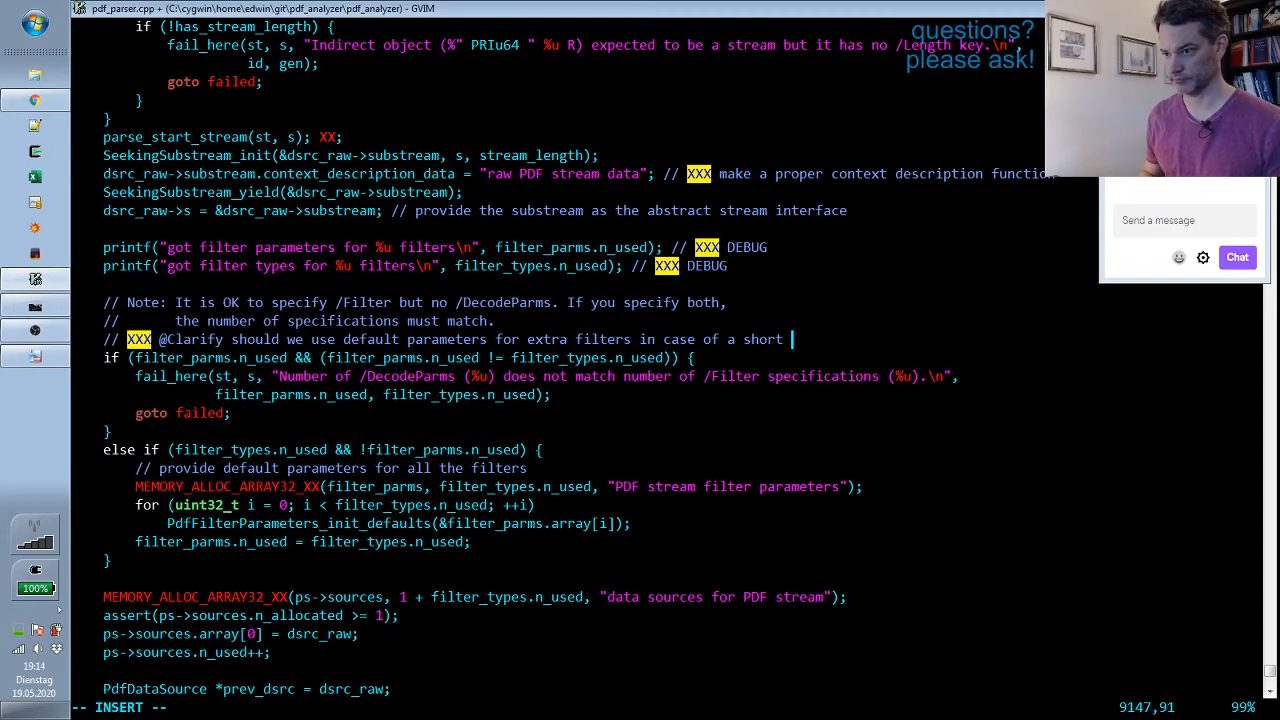 pdf_parser.cpp + (C:\cygwin\home\edwin\git\pdf_analyzer\pdf_analyzer) - GVIM
if (!has_stream_length) {
questions?
fail_here(st, s, "Indirect object (%" PRIu64 " %u R) expected to be a stream but it has no /Length key.\n",
id, gen);
please ask!
goto failed;
}
}
parse_start_stream(st, s); XX;
SeekingSubstream_init(&dsrc_raw->substream, s, stream_length);
dsrc_raw->substream.context_description_data = "raw PDF stream data"; // XXX make a proper context description function
SeekingSubstream_yield(&dsrc_raw->substream);
dsrc_raw->s = &dsrc_raw->substream; // provide the substream as the abstract stream interface
Send a message
Chat
printf("got filter parameters for %u filters\n", filter_parms.n_used); // XXX DEBUG
printf("got filter types for %u filters\n", filter_types.n_used); // XXX DEBUG
// Note: It is OK to specify /Filter but no /DecodeParms. If you specify both,
//       the number of specifications must match.
// XXX @Clarify should we use default parameters for extra filters in case of a short
if (filter_parms.n_used && (filter_parms.n_used != filter_types.n_used)) {
fail_here(st, s, "Number of /DecodeParms (%u) does not match number of /Filter specifications (%u).\n",
filter_parms.n_used, filter_types.n_used);
goto failed;
}
else if (filter_types.n_used && !filter_parms.n_used) {
// provide default parameters for all the filters
MEMORY_ALLOC_ARRAY32_XX(filter_parms, filter_types.n_used, "PDF stream filter parameters");
for (uint32_t i = 0; i < filter_types.n_used; ++i)
PdfFilterParameters_init_defaults(&filter_parms.array[i]);
filter_parms.n_used = filter_types.n_used;
}
MEMORY_ALLOC_ARRAY32_XX(ps->sources, 1 + filter_types.n_used, "data sources for PDF stream");
assert(ps->sources.n_allocated >= 1);
ps->sources.array[0] = dsrc_raw;
ps->sources.n_used++;
PdfDataSource *prev_dsrc = dsrc_raw;
-- INSERT --
9147,91
99%
100%
19:14
Dienstag
19.05.2020